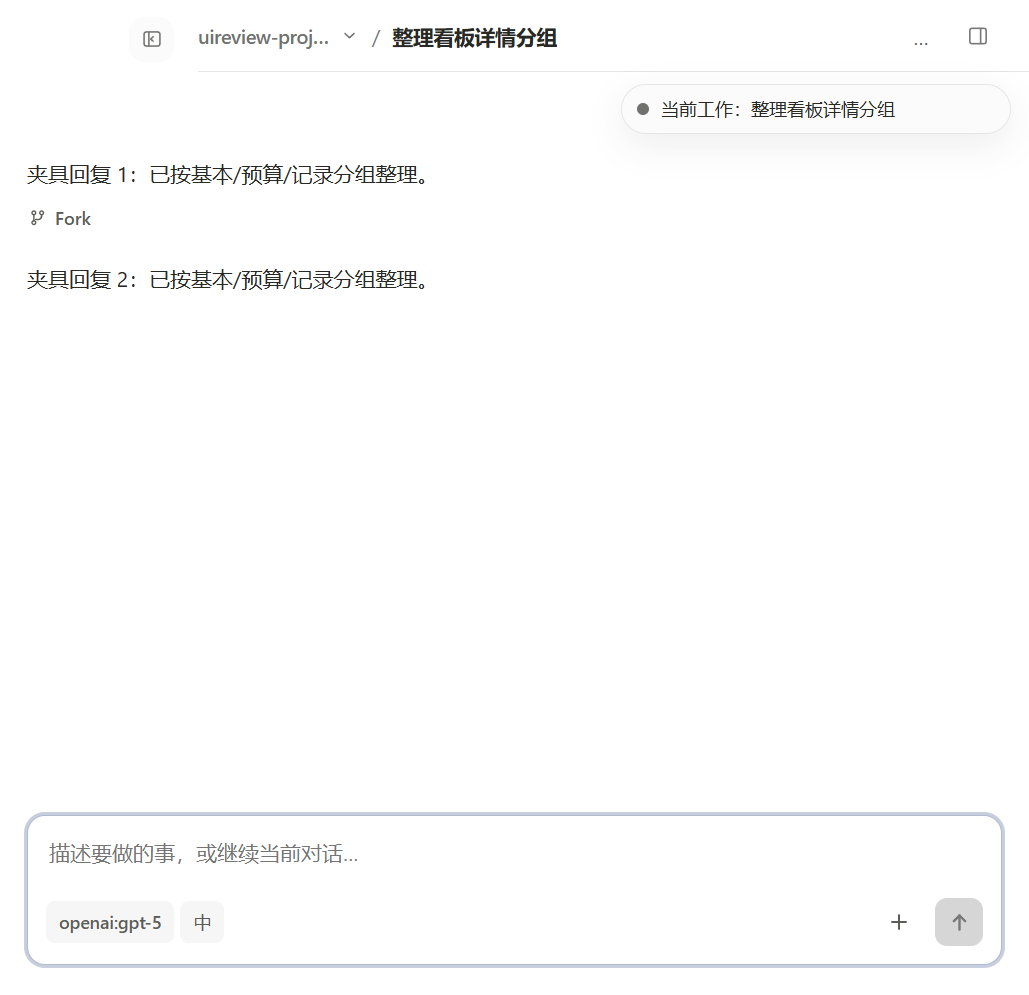 uireview-proj... / 整理看板详情分组
...
当前工作：整理看板详情分组
夹具回复 1：已按基本/预算/记录分组整理。
Fork
夹具回复 2：已按基本/预算/记录分组整理。
描述要做的事，或继续当前对话...
openai:gpt-5 中